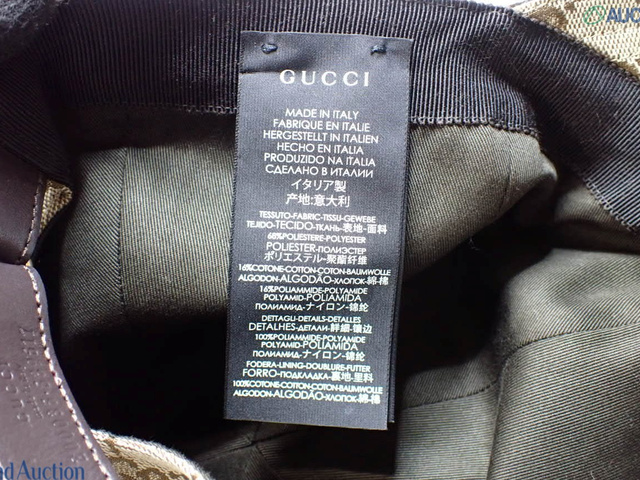 GUCCI
MADE IN ITALY
FABRIQUE EN ITALIE
HERGESTELLT IN ITALIEN
HECHO EN ITALIA
PRODUZIDO NA ITALIA
СДЕЛАНО В ИТАЛИИ
イタリア製
产地:意大利
TESSUTO-FABRIC-TISSU-GEWEBE
TEJIDO-TECIDO-ТКАНЬ-表地-面料
68%POLIESTERE-POLYESTER
POLIESTER-ПОЛИЭСТЕР
ポリエステル-聚酯纤维
16%COTONE-COTTON-COTON-BAUMWOLLE
ALGODON-ALGODÃO-ХЛОПОК-綿-棉
16%POLIAMMIDE-POLYAMIDE
POLYAMID-POLIAMIDA
ПОЛИАМИД-ナイロン-锦纶
DETTAGLI-DETAILS-DETALLES
DETALHES-ДЕТАЛИ-詳細-镶边
100%POLIAMMIDE-POLYAMIDE
POLYAMID-POLIAMIDA
ПОЛИАМИД-ナイロン-锦纶
FODERA-LINING-DOUBLURE-FUTTER
FORRO-ПОДКЛАДКА-裏地-里料
100%COTONE-COTTON-COTON-BAUMWOLLE
ALGODON-ALGODÃO-ХЛОПОК-綿-棉
nd Auction
AUC